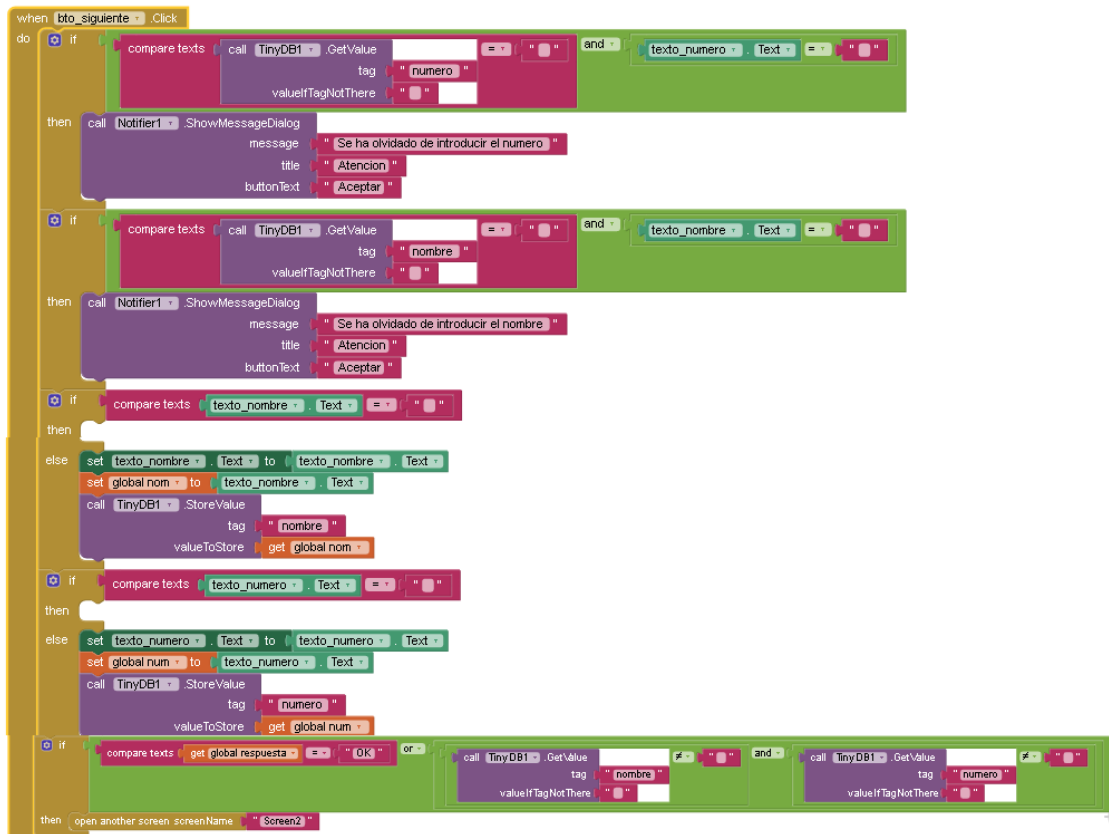 when bto_siguiente .Click
do if compare texts call TinyDB1 .GetValue = " " and texto_numero . Text = " "
tag " numero "
valueIfTagNotThere " "
then call Notifier1 .ShowMessageDialog
message " Se ha olvidado de introducir el numero "
title " Atencion "
buttonText " Aceptar "
if compare texts call TinyDB1 .GetValue = " " and texto_nombre . Text = " "
tag " nombre "
valueIfTagNotThere " "
then call Notifier1 .ShowMessageDialog
message " Se ha olvidado de introducir el nombre "
title " Atencion "
buttonText " Aceptar "
if compare texts texto_nombre . Text = " "
then
else set texto_nombre . Text to texto_nombre . Text
set global nom to texto_nombre . Text
call TinyDB1 .StoreValue
tag " nombre "
valueToStore get global nom
if compare texts texto_numero . Text = " "
then
else set texto_numero . Text to texto_numero . Text
set global num to texto_numero . Text
call TinyDB1 .StoreValue
tag " numero "
valueToStore get global num
if compare texts get global respuesta = " OK " or call TinyDB1 .GetValue ≠ " " and call TinyDB1 .GetValue ≠ " "
tag " nombre " tag " numero "
valueIfTagNotThere " " valueIfTagNotThere " "
then open another screen screenName " Screen2 "